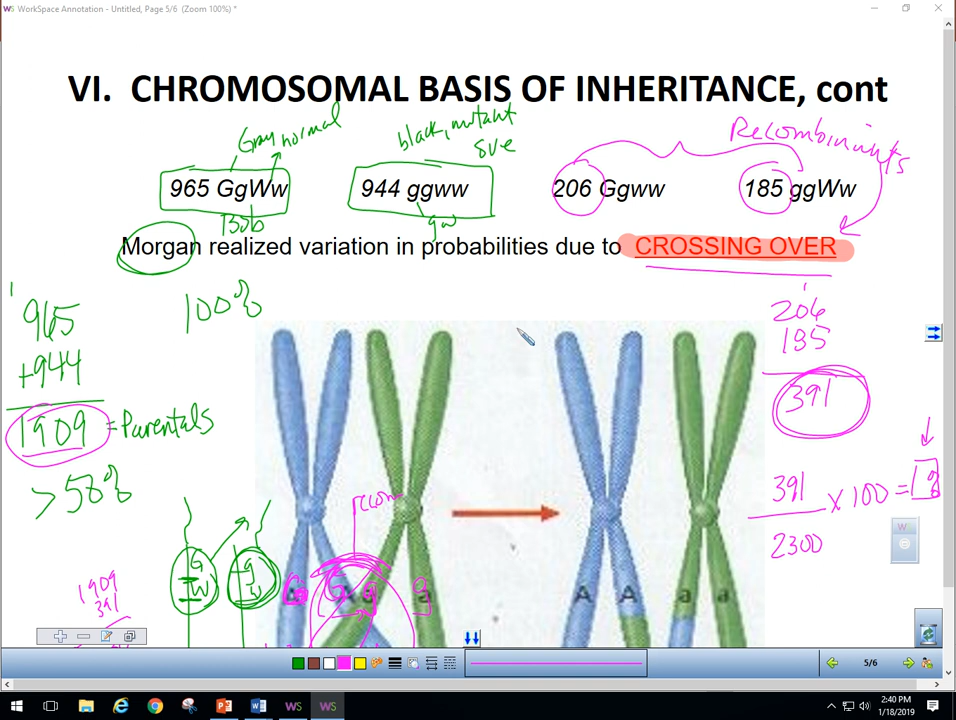 WorkSpace Annotation - Untitled, Page 5/6 (Zoom 100%) *
VI. CHROMOSOMAL BASIS OF INHERITANCE, cont
Gray normal
black, mutant
Recombinants
965 GgWw
944 ggww
206 Ggww
185 ggWw
gw
Morgan realized variation in probabilities due to CROSSING OVER
965
+944
1909 = Parentals
>58%
100%
206
185
391
391
2300
x 100 =
recom
G
W
g
W
G
g
g
A
a
A
A
a
a
1909
391
5/6
2:40 PM
1/18/2019